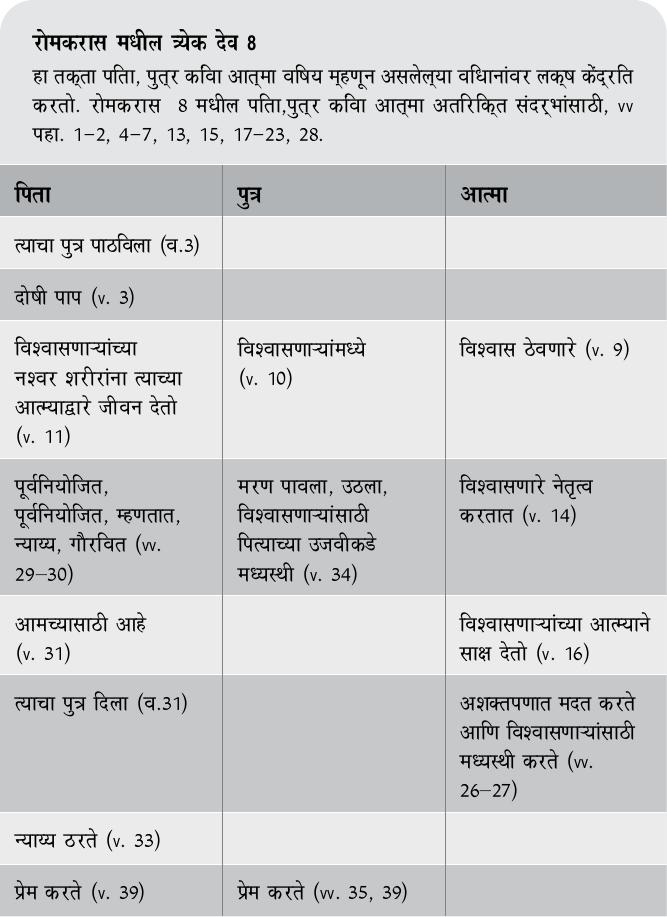 रोमकरास मधील त्र्येक देव 8
हा तक्ता पतिा, पुत्र कवाि आत्मा वषिय म्हणून असलेल्या वधिानांवर लक्ष केंद्रति
करतो. रोमकरास 8 मधील पतिा,पुत्र कवाि आत्मा अतरिक्ति संदर्भांसाठी, vv
पहा. 1–2, 4–7, 13, 15, 17–23, 28.
पिता
पुत्र
आत्मा
त्याचा पुत्र पाठविला (व.3)
दोषी पाप (v. 3)
विश्वासणाऱ्यांच्या
नश्वर शरीरांना त्याच्या
आत्म्याद्वारे जीवन देतो
(v. 11)
विश्वासणाऱ्यांमध्ये
(v. 10)
विश्वास ठेवणारे (v. 9)
पूर्वनियोजित,
पूर्वनियोजित, म्हणतात,
न्याय्य, गौरवित (vv.
29–30)
मरण पावला, उठला,
विश्वासणाऱ्यांसाठी
पित्याच्या उजवीकडे
मध्यस्थी (v. 34)
विश्वासणारे नेतृत्व
करतात (v. 14)
आमच्यासाठी आहे
(v. 31)
विश्वासणाऱ्यांच्या आत्म्याने
साक्ष देतो (v. 16)
त्याचा पुत्र दिला (व.31)
अशक्तपणात मदत करते
आणि विश्वासणाऱ्यांसाठी
मध्यस्थी करते (vv.
26–27)
न्याय्य ठरते (v. 33)
प्रेम करते (v. 39)
प्रेम करते (vv. 35, 39)